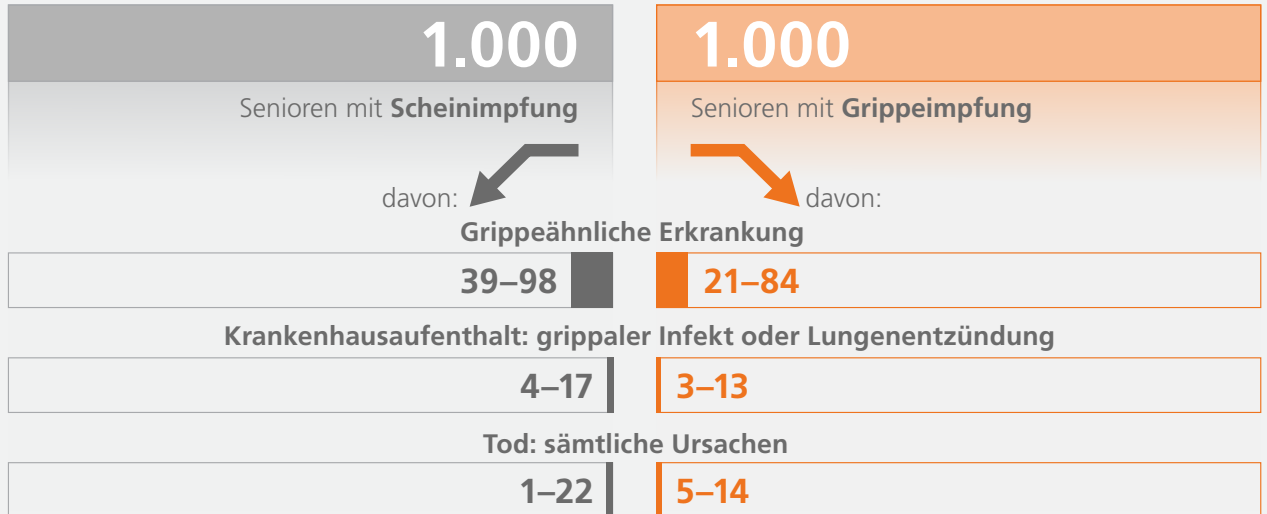 1.000 1.000
Senioren mit Scheinimpfung Senioren mit Grippeimpfung
davon: davon:
Grippeähnliche Erkrankung
39–98 21–84
Krankenhausaufenthalt: grippaler Infekt oder Lungenentzündung
4–17 3–13
Tod: sämtliche Ursachen
1–22 5–14